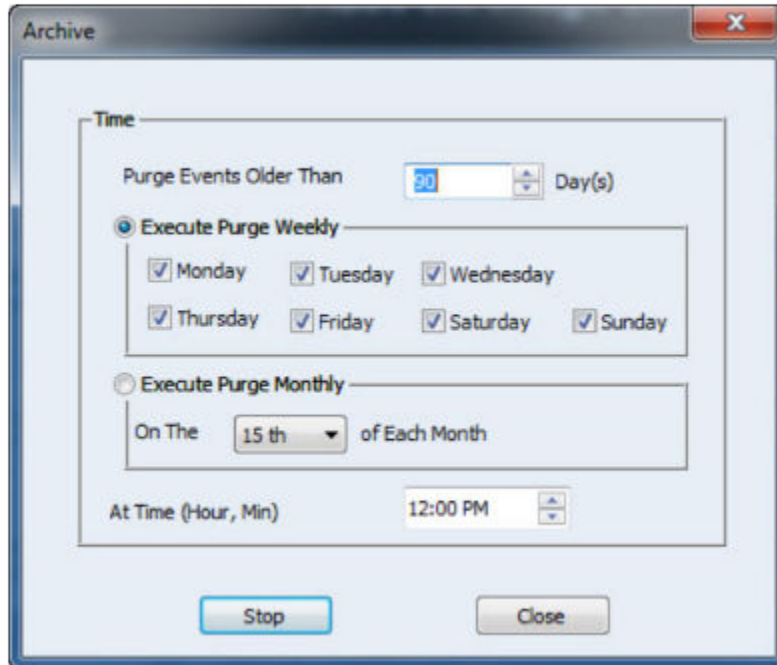 Archive
Time
Purge Events Older Than 90 Day(s)
Execute Purge Weekly
Monday Tuesday Wednesday
Thursday Friday Saturday Sunday
Execute Purge Monthly
On The 15 th of Each Month
At Time (Hour, Min) 12:00 PM
Stop Close